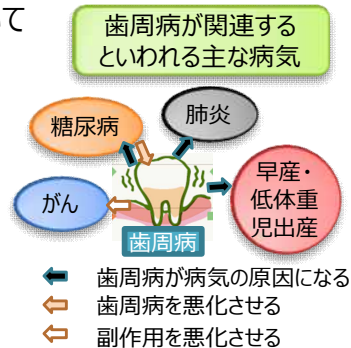 て
歯周病が関連する
といわれる主な病気
肺炎
糖尿病
早産・
低体重
児出産
がん
歯周病
歯周病が病気の原因になる
歯周病を悪化させる
副作用を悪化させる